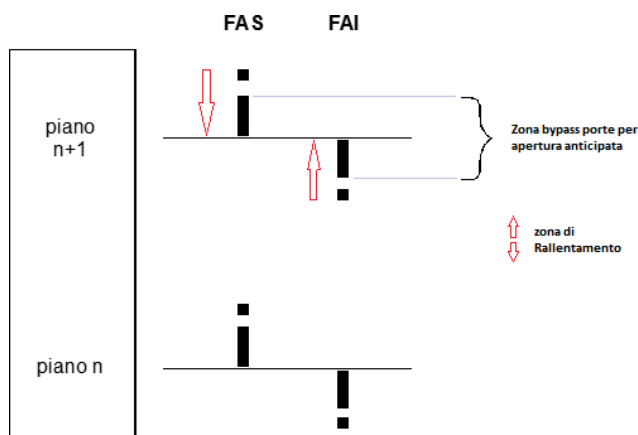 FAS
FAI
piano
n+1
Zona bypass porte per
apertura anticipata
zona di
Rallentamento
piano n